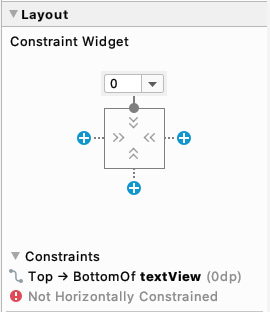 Layout
Constraint Widget
0
Constraints
Top → BottomOf textView (0dp)
Not Horizontally Constrained